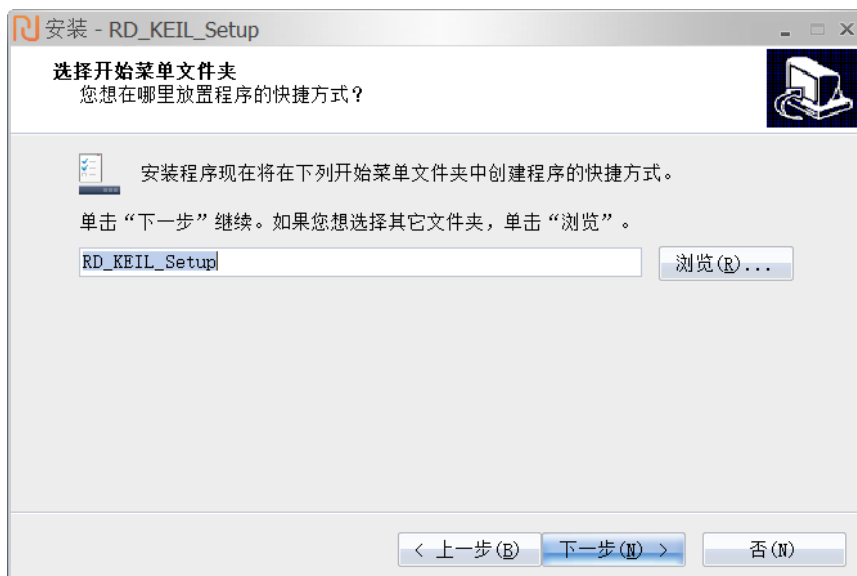 安装 - RD_KEIL_Setup
选择开始菜单文件夹
您想在哪里放置程序的快捷方式？
安装程序现在将在下列开始菜单文件夹中创建程序的快捷方式。
单击“下一步”继续。如果您想选择其它文件夹，单击“浏览”。
RD_KEIL_Setup
浏览(R)...
< 上一步(B)
下一步(N) >
否(N)